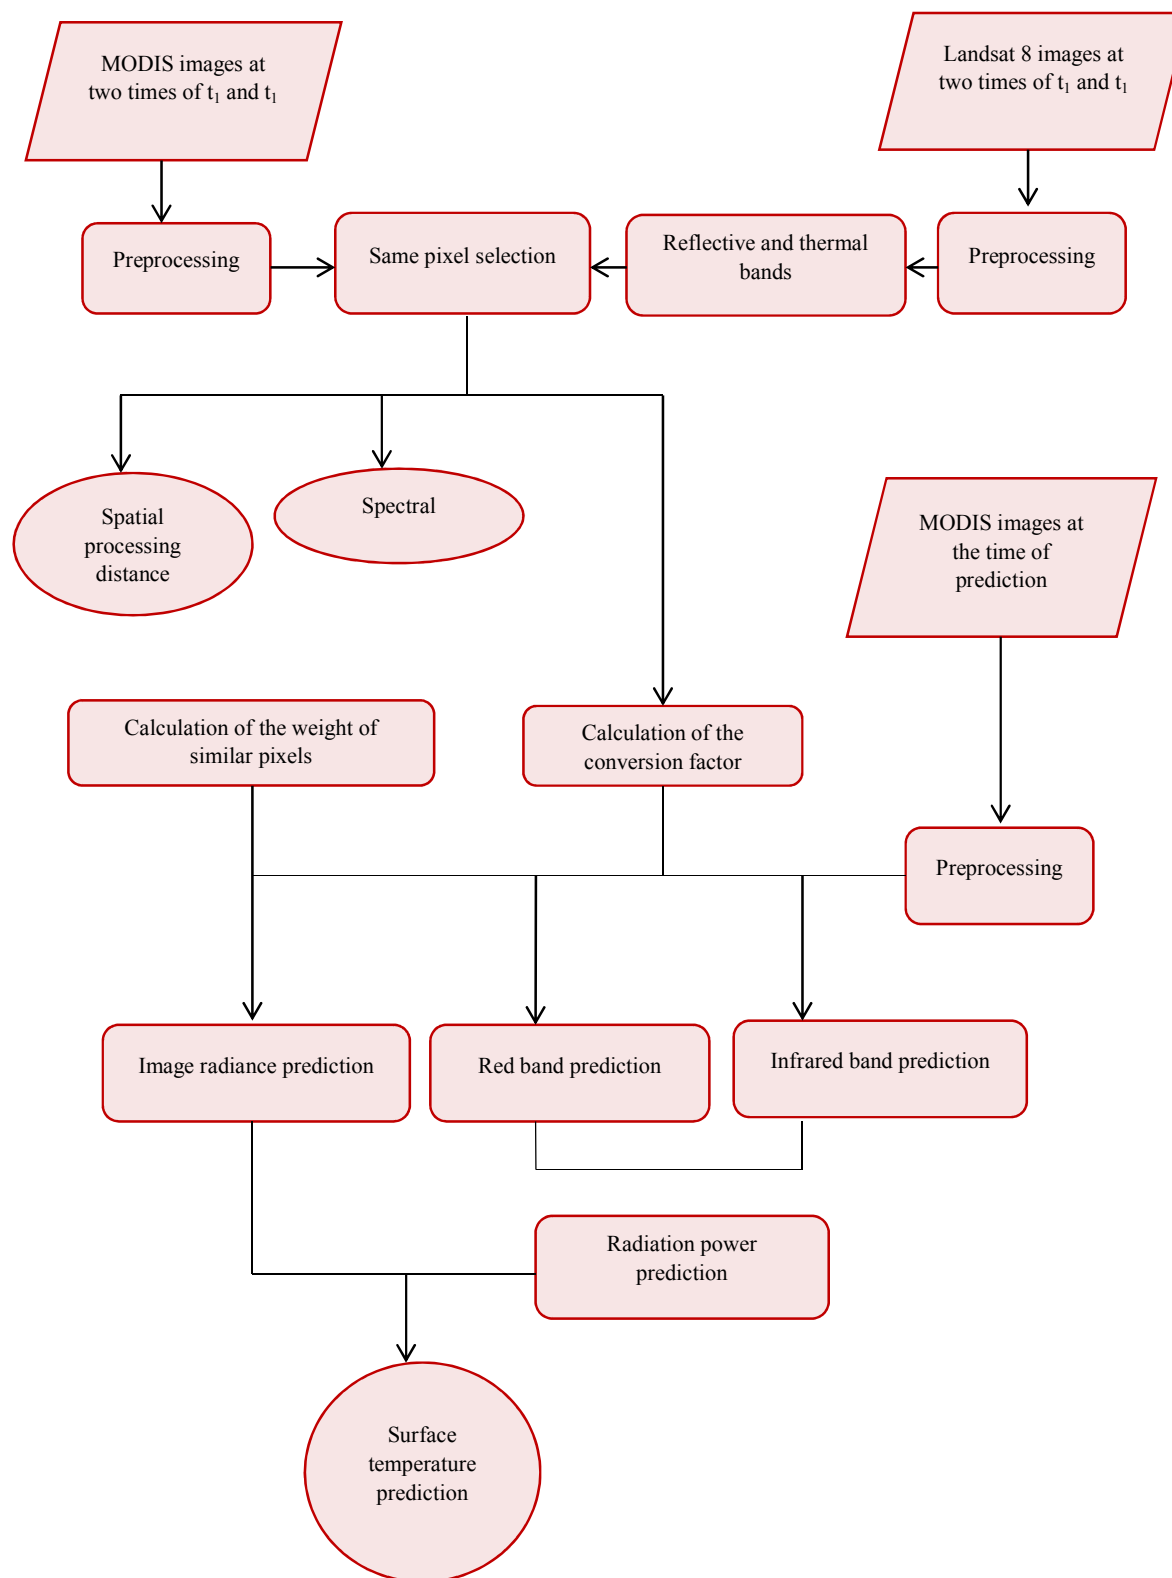 MODIS images at
two times of t₁ and t₁
Landsat 8 images at
two times of t₁ and t₁
Preprocessing
Same pixel selection
Reflective and thermal
bands
Preprocessing
Spatial
processing
distance
Spectral
MODIS images at
the time of
prediction
Calculation of the weight of
similar pixels
Calculation of the
conversion factor
Preprocessing
Image radiance prediction
Red band prediction
Infrared band prediction
Radiation power
prediction
Surface
temperature
prediction